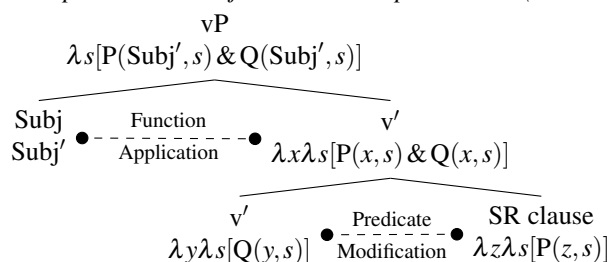 vP
λs[P(Subj′,s) & Q(Subj′,s)]
Subj Function v′
Subj′ Application λxλs[P(x,s) & Q(x,s)]
v′ Predicate SR clause
λyλs[Q(y,s)] Modification λzλs[P(z,s)]